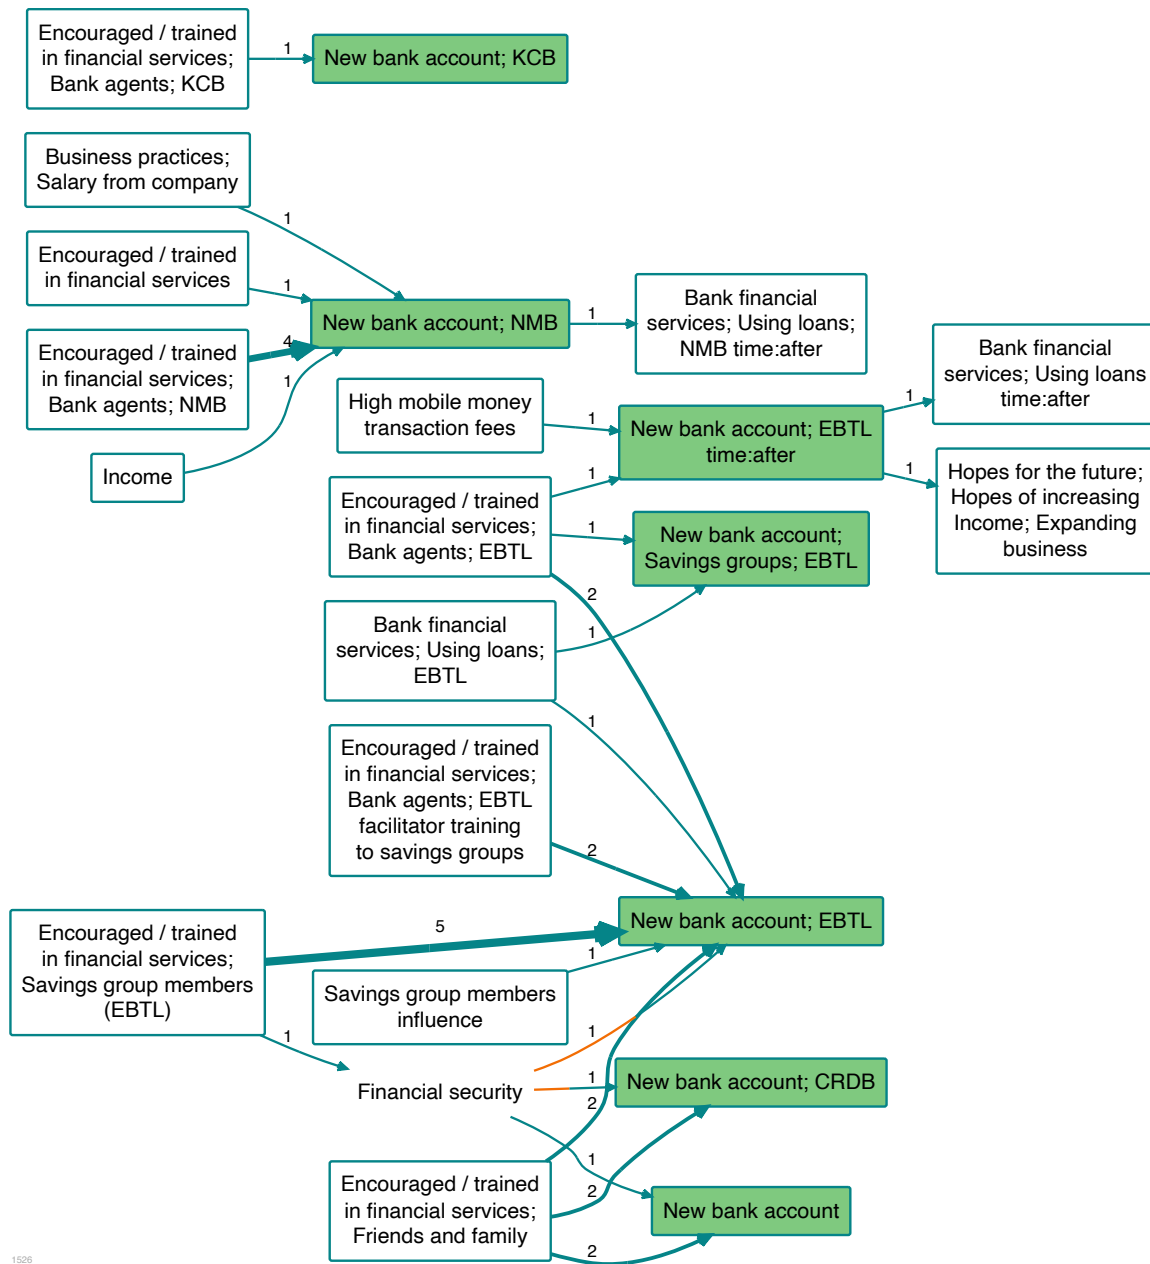 Encouraged / trained
in financial services;
Bank agents; KCB
1
New bank account; KCB
Business practices;
Salary from company
1
Encouraged / trained
in financial services
1
New bank account; NMB
1
Bank financial
services; Using loans;
NMB time:after
Encouraged / trained
in financial services;
Bank agents; NMB
4
1
Income
High mobile money
transaction fees
1
New bank account; EBTL
time:after
1
Bank financial
services; Using loans
time:after
1
Hopes for the future;
Hopes of increasing
Income; Expanding
business
Encouraged / trained
in financial services;
Bank agents; EBTL
1
1
New bank account;
Savings groups; EBTL
2
Bank financial
services; Using loans;
EBTL
1
1
Encouraged / trained
in financial services;
Bank agents; EBTL
facilitator training
to savings groups
2
New bank account; EBTL
Encouraged / trained
in financial services;
Savings group members
(EBTL)
5
1
Savings group members
influence
1
Financial security
1
1
2
New bank account; CRDB
1
Encouraged / trained
in financial services;
Friends and family
2
2
New bank account
1526